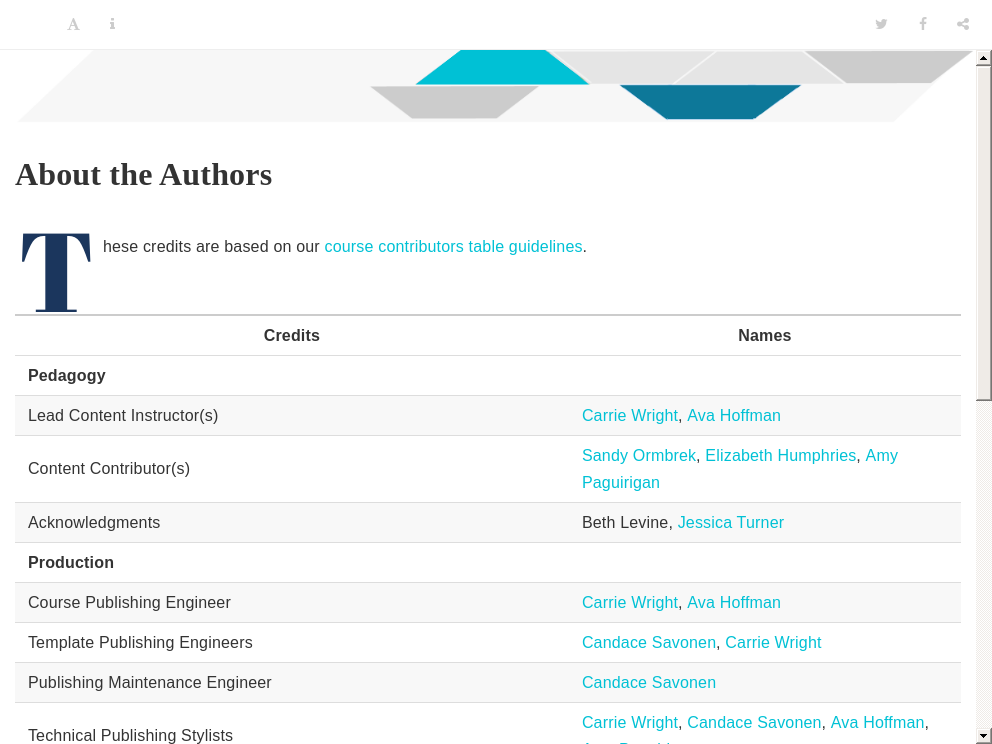 About the Authors
These credits are based on our course contributors table guidelines.
Credits Names
Pedagogy
Lead Content Instructor(s) Carrie Wright, Ava Hoffman
Content Contributor(s) Sandy Ormbrek, Elizabeth Humphries, Amy
Paguirigan
Acknowledgments Beth Levine, Jessica Turner
Production
Course Publishing Engineer Carrie Wright, Ava Hoffman
Template Publishing Engineers Candace Savonen, Carrie Wright
Publishing Maintenance Engineer Candace Savonen
Technical Publishing Stylists Carrie Wright, Candace Savonen, Ava Hoffman,